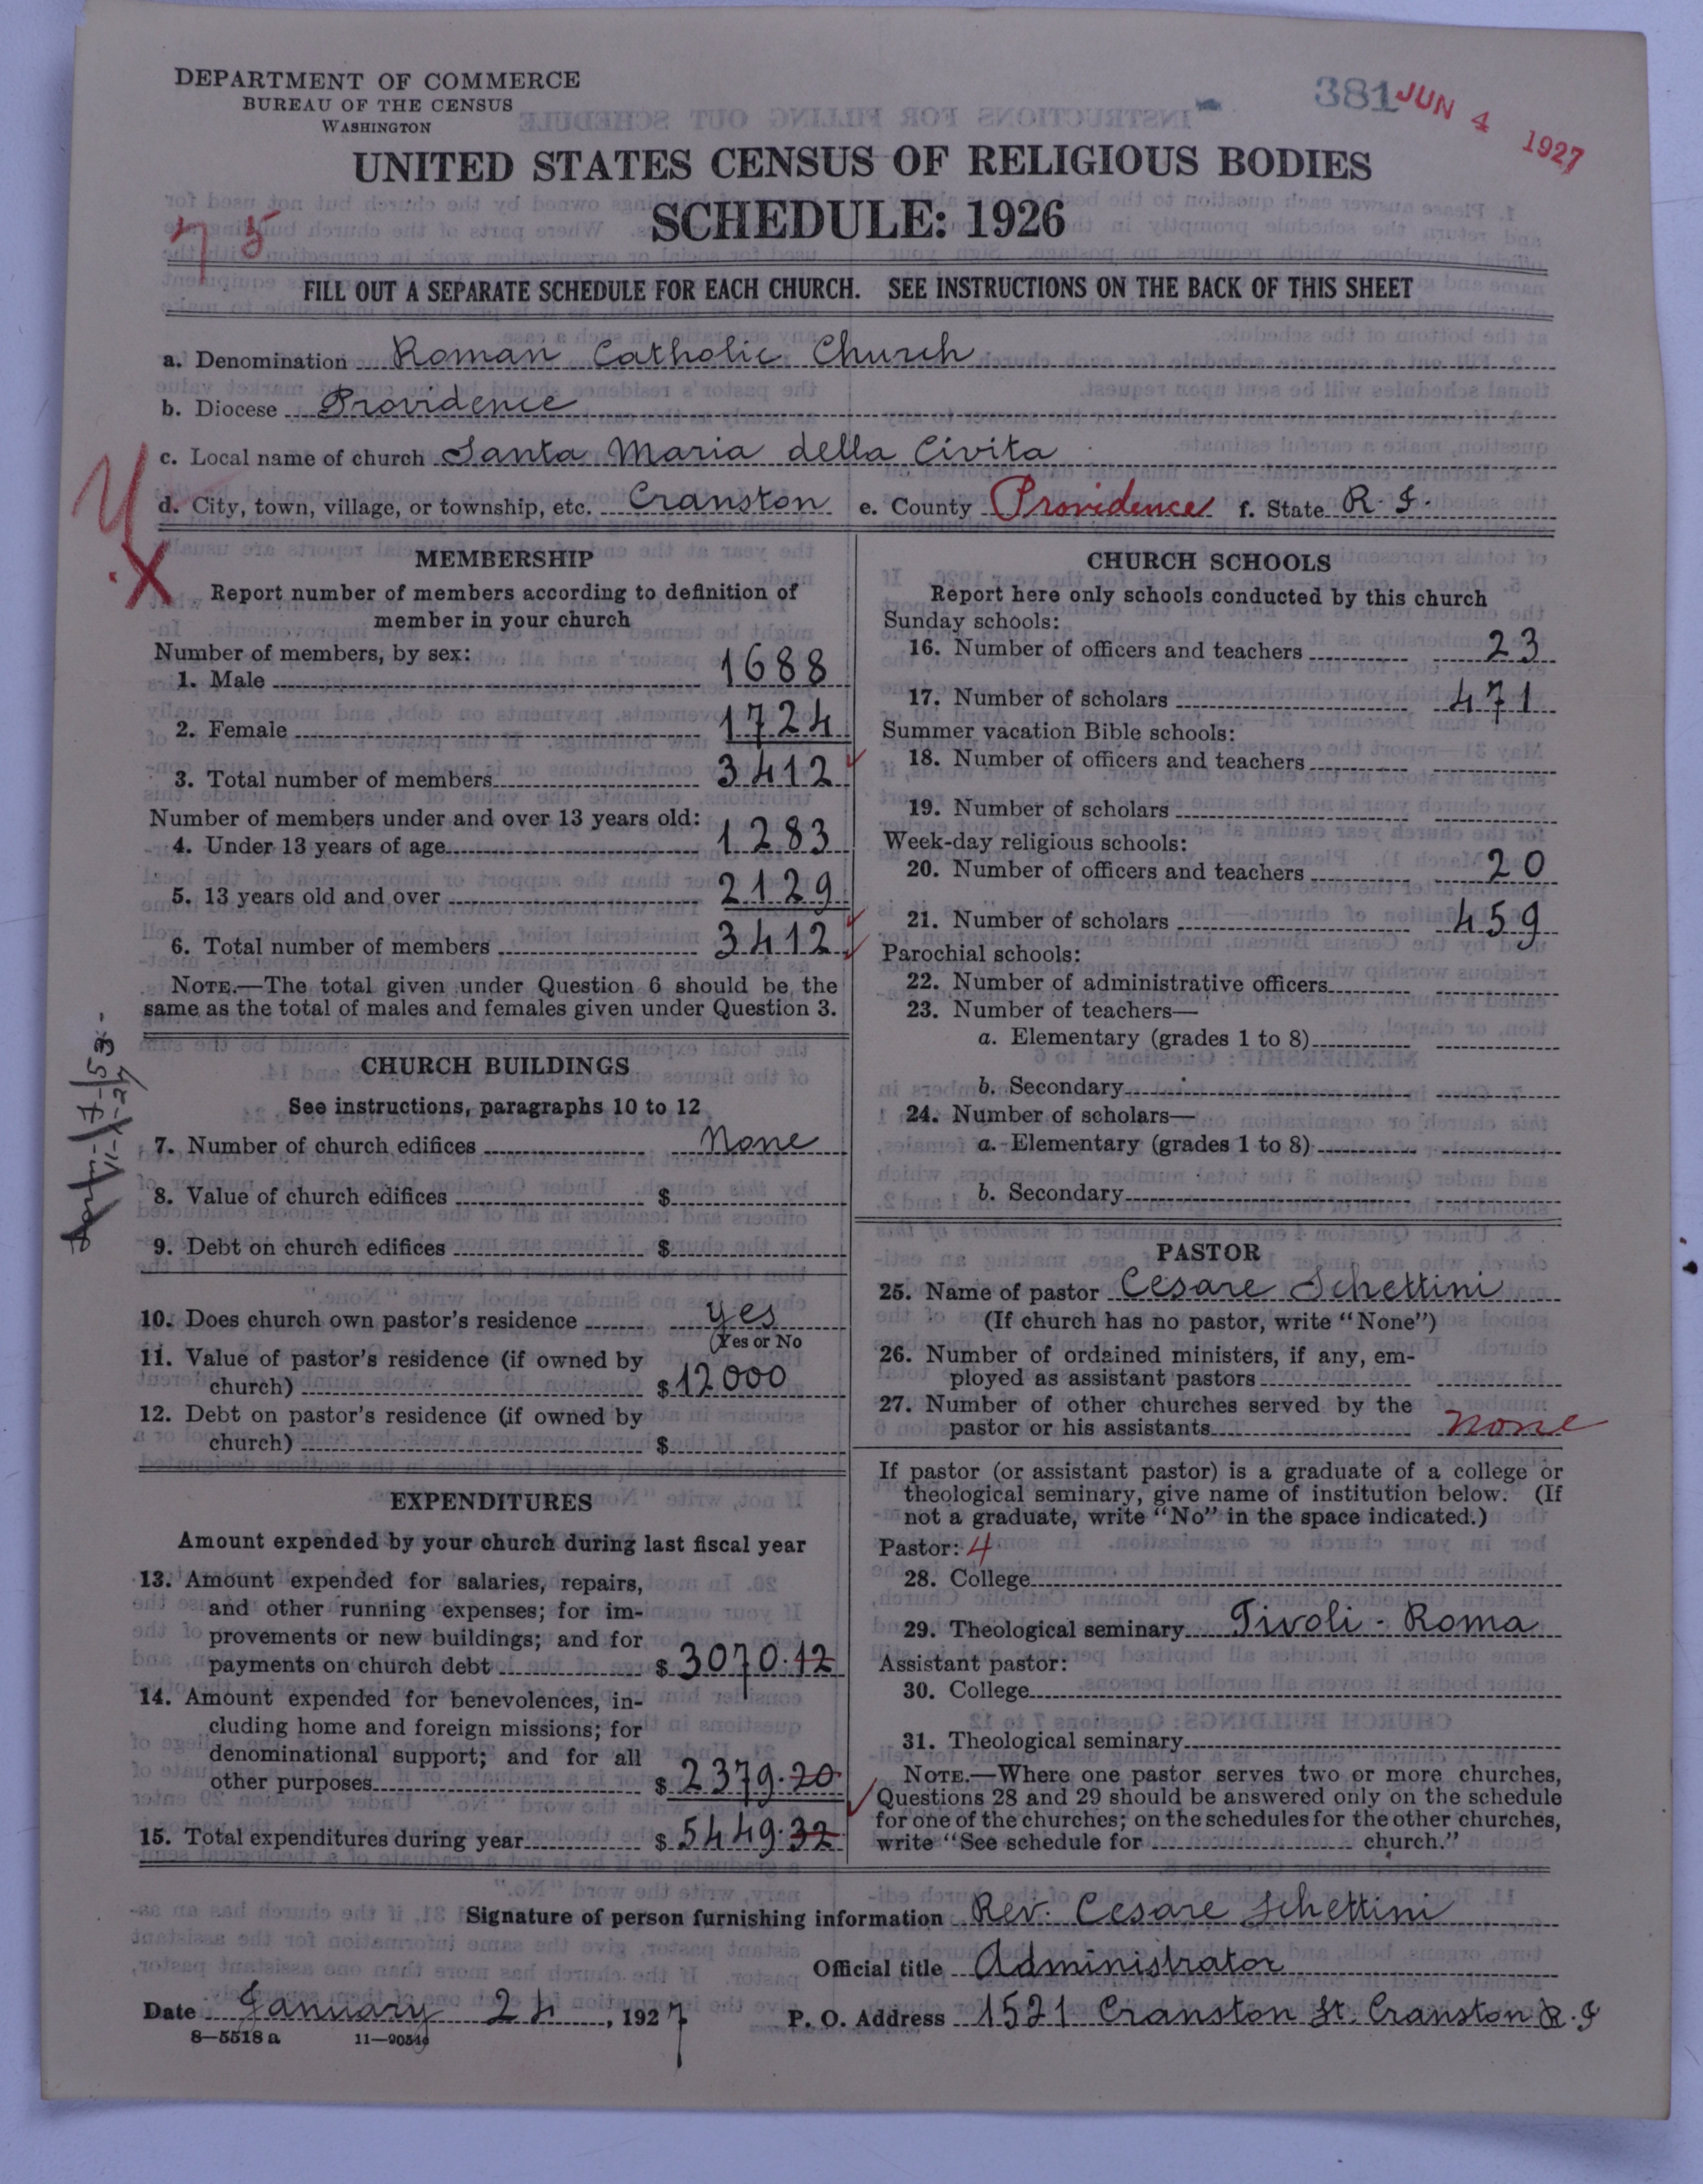 DEPARTMENT OF COMMERCE
BUREAU OF THE CENSUS
WASHINGTON
381
JUN 4 1927
UNITED STATES CENSUS OF RELIGIOUS BODIES
SCHEDULE: 1926
FILL OUT A SEPARATE SCHEDULE FOR EACH CHURCH. SEE INSTRUCTIONS ON THE BACK OF THIS SHEET
a. Denomination Roman Catholic Church
b. Diocese Providence
c. Local name of church Santa Maria della Civita
d. City, town, village, or township, etc. Cranston e. County Providence f. State R. I.
MEMBERSHIP
Report number of members according to definition of
member in your church
Number of members, by sex:
1. Male 1688
2. Female 1724
3. Total number of members 3412
Number of members under and over 13 years old:
4. Under 13 years of age 1283
5. 13 years old and over 2129
6. Total number of members 3412
NOTE.—The total given under Question 6 should be the
same as the total of males and females given under Question 3.
CHURCH BUILDINGS
See instructions, paragraphs 10 to 12
7. Number of church edifices None
8. Value of church edifices $
9. Debt on church edifices $
10. Does church own pastor's residence yes
(Yes or No
11. Value of pastor's residence (if owned by
church) $12000
12. Debt on pastor's residence (if owned by
church) $
EXPENDITURES
Amount expended by your church during last fiscal year
13. Amount expended for salaries, repairs,
and other running expenses; for im-
provements or new buildings; and for
payments on church debt $3070.12
14. Amount expended for benevolences, in-
cluding home and foreign missions; for
denominational support; and for all
other purposes $2379.20
15. Total expenditures during year $5449.32
CHURCH SCHOOLS
Report here only schools conducted by this church
Sunday schools:
16. Number of officers and teachers 23
17. Number of scholars 471
Summer vacation Bible schools:
18. Number of officers and teachers
19. Number of scholars
Week-day religious schools:
20. Number of officers and teachers 20
21. Number of scholars 459
Parochial schools:
22. Number of administrative officers
23. Number of teachers—
a. Elementary (grades 1 to 8)
b. Secondary
24. Number of scholars—
a. Elementary (grades 1 to 8)
b. Secondary
PASTOR
25. Name of pastor Cesare Schettini
(If church has no pastor, write "None")
26. Number of ordained ministers, if any, em-
ployed as assistant pastors
27. Number of other churches served by the
pastor or his assistants none
If pastor (or assistant pastor) is a graduate of a college or
theological seminary, give name of institution below. (If
not a graduate, write "No" in the space indicated.)
Pastor: 4
28. College
29. Theological seminary Tivoli - Roma
Assistant pastor:
30. College
31. Theological seminary
NOTE.—Where one pastor serves two or more churches,
Questions 28 and 29 should be answered only on the schedule
for one of the churches; on the schedules for the other churches,
write "See schedule for church."
Signature of person furnishing information Rev. Cesare Schettini
Official title Administrator
Date January 24, 1927 P. O. Address 1521 Cranston St. Cranston R. I
8—5518 a 11—9054